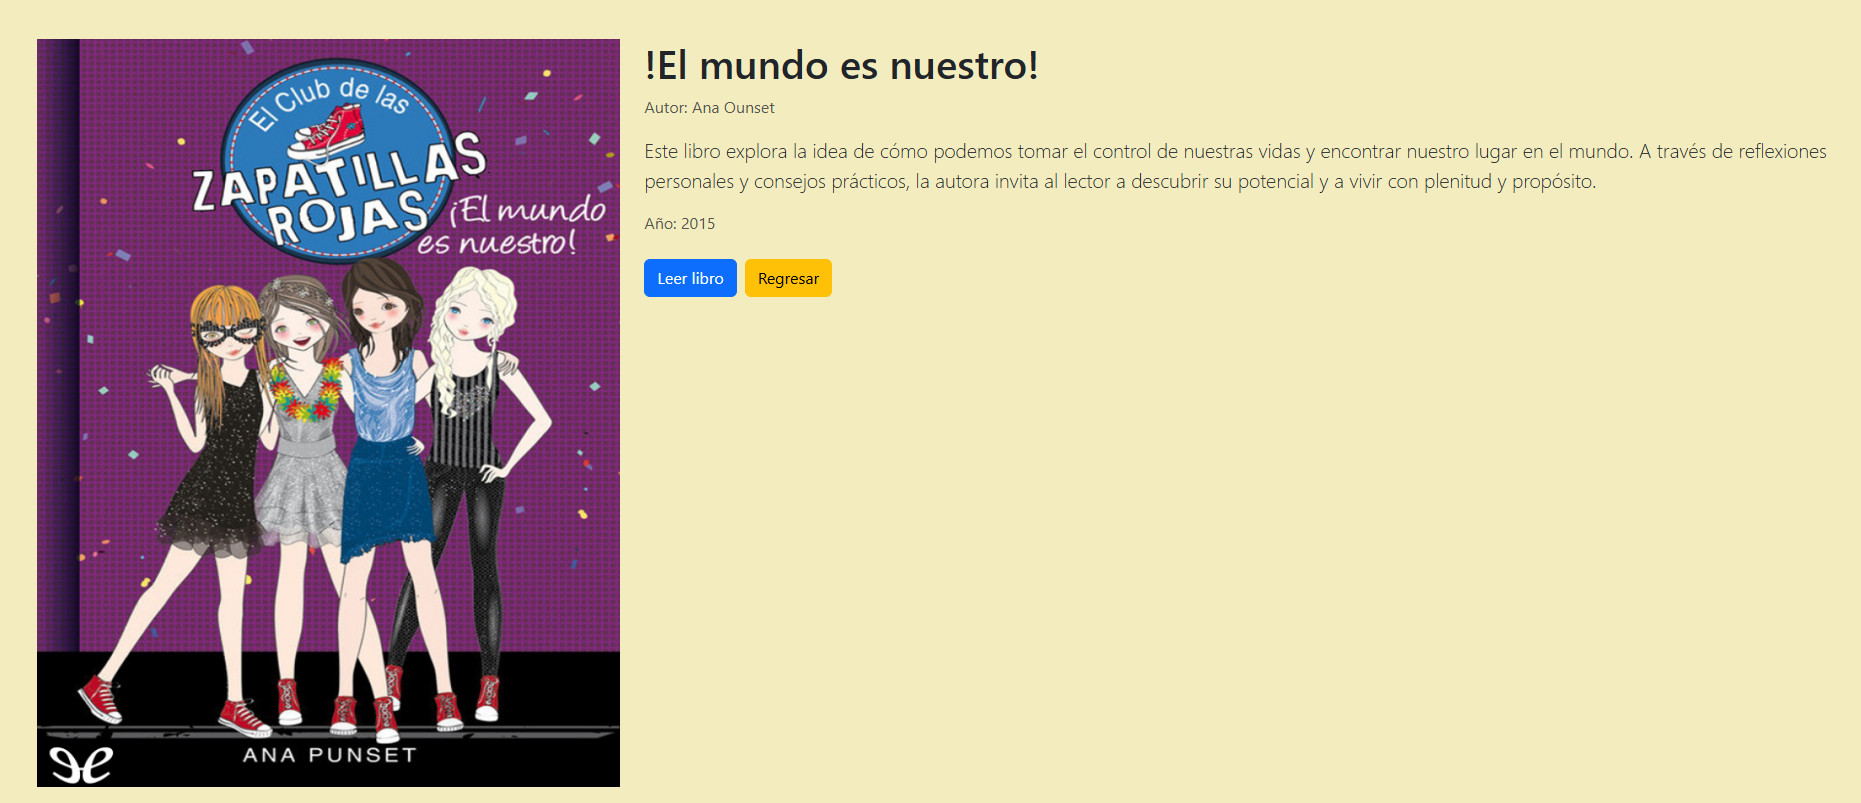 El Club de las
ZAPATILLAS
ROJAS
¡El mundo
es nuestro!
ANA PUNSET
!El mundo es nuestro!
Autor: Ana Ounset
Este libro explora la idea de cómo podemos tomar el control de nuestras vidas y encontrar nuestro lugar en el mundo. A través de reflexiones
personales y consejos prácticos, la autora invita al lector a descubrir su potencial y a vivir con plenitud y propósito.
Año: 2015
Leer libro
Regresar